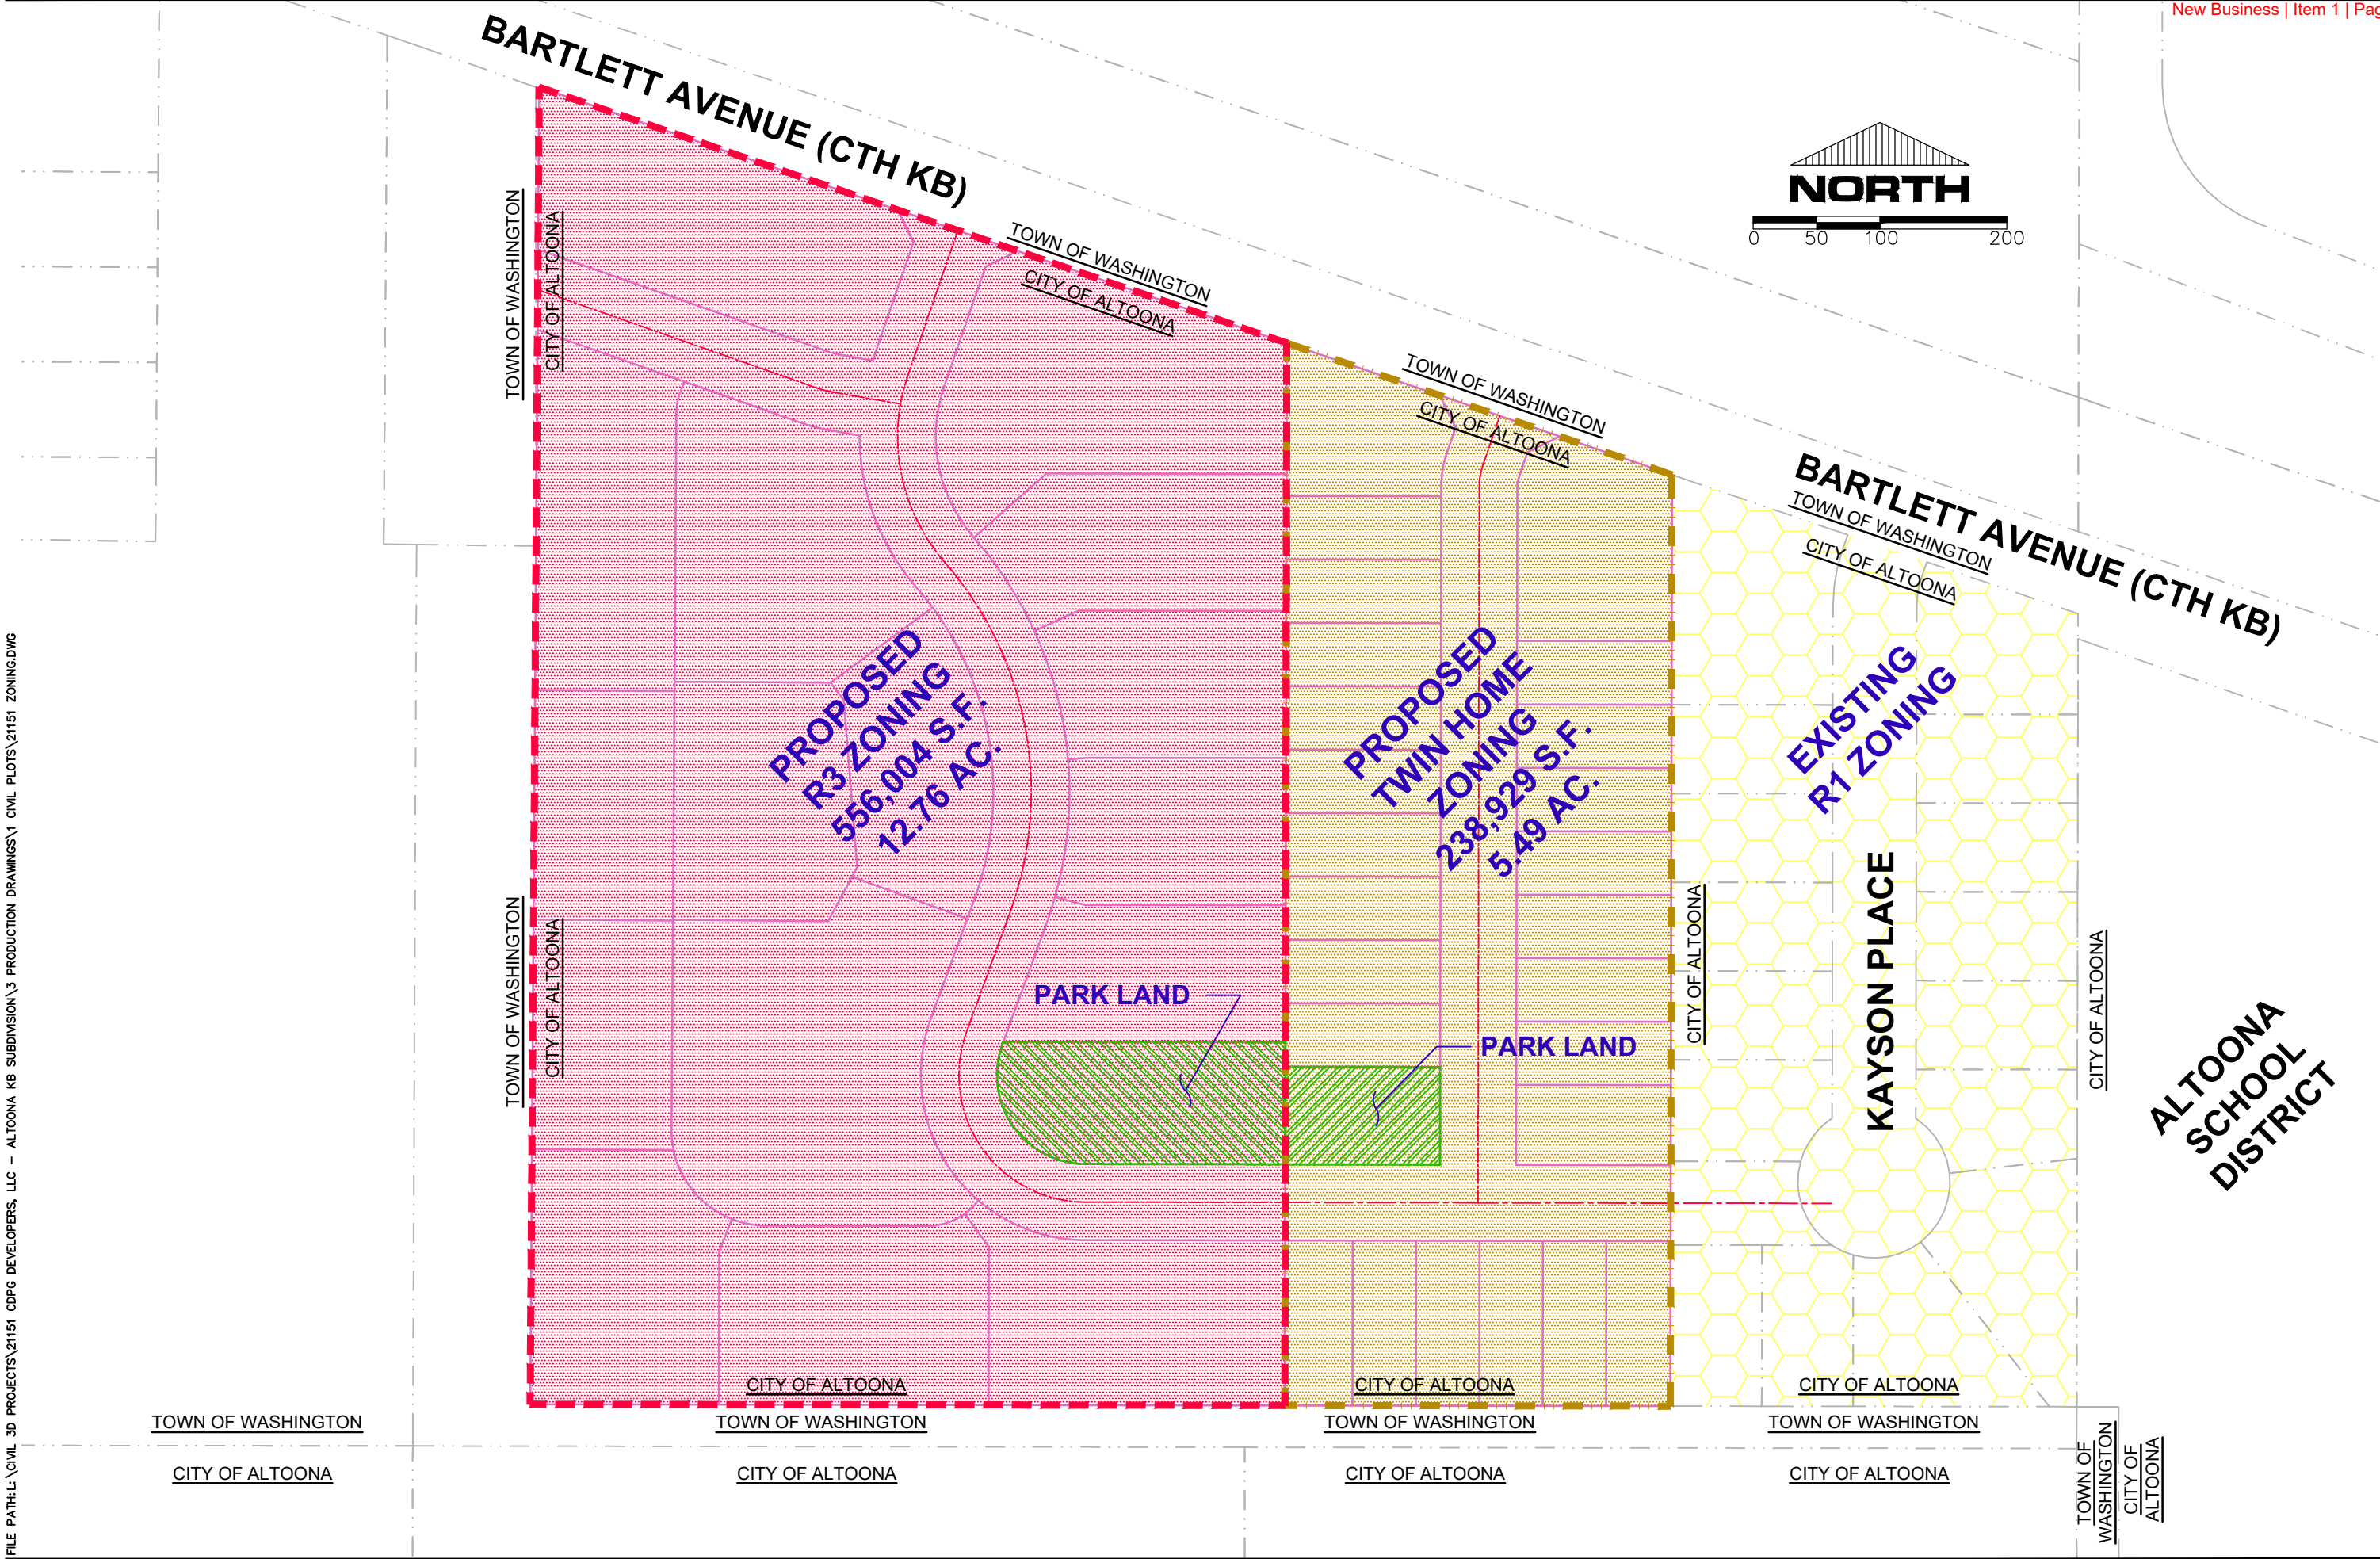 New Business | Item 1 | Pag
BARTLETT AVENUE (CTH KB)
NORTH
0 50 100 200
TOWN OF WASHINGTON
CITY OF ALTOONA
TOWN OF WASHINGTON
CITY OF ALTOONA
TOWN OF WASHINGTON
CITY OF ALTOONA
BARTLETT AVENUE (CTH KB)
TOWN OF WASHINGTON
CITY OF ALTOONA
PROPOSED
R3 ZONING
556,004 S.F.
12.76 AC.
PROPOSED
TWIN HOME
ZONING
238,929 S.F.
5.49 AC.
EXISTING
R1 ZONING
KAYSSON PLACE
TOWN OF WASHINGTON
CITY OF ALTOONA
CITY OF ALTOONA
CITY OF ALTOONA
PARK LAND
PARK LAND
ALTOONA
SCHOOL
DISTRICT
CITY OF ALTOONA
CITY OF ALTOONA
CITY OF ALTOONA
TOWN OF WASHINGTON
TOWN OF WASHINGTON
TOWN OF WASHINGTON
TOWN OF WASHINGTON
CITY OF ALTOONA
CITY OF ALTOONA
CITY OF ALTOONA
CITY OF ALTOONA
TOWN OF
WASHINGTON
CITY OF
ALTOONA
FILE PATH:L:\CIVIL 3D PROJECTS\21151 CDPG DEVELOPERS, LLC - ALTOONA KB SUBDIVISION\3 PRODUCTION DRAWINGS\1 CIVIL PLOTS\21151 ZONING.DWG